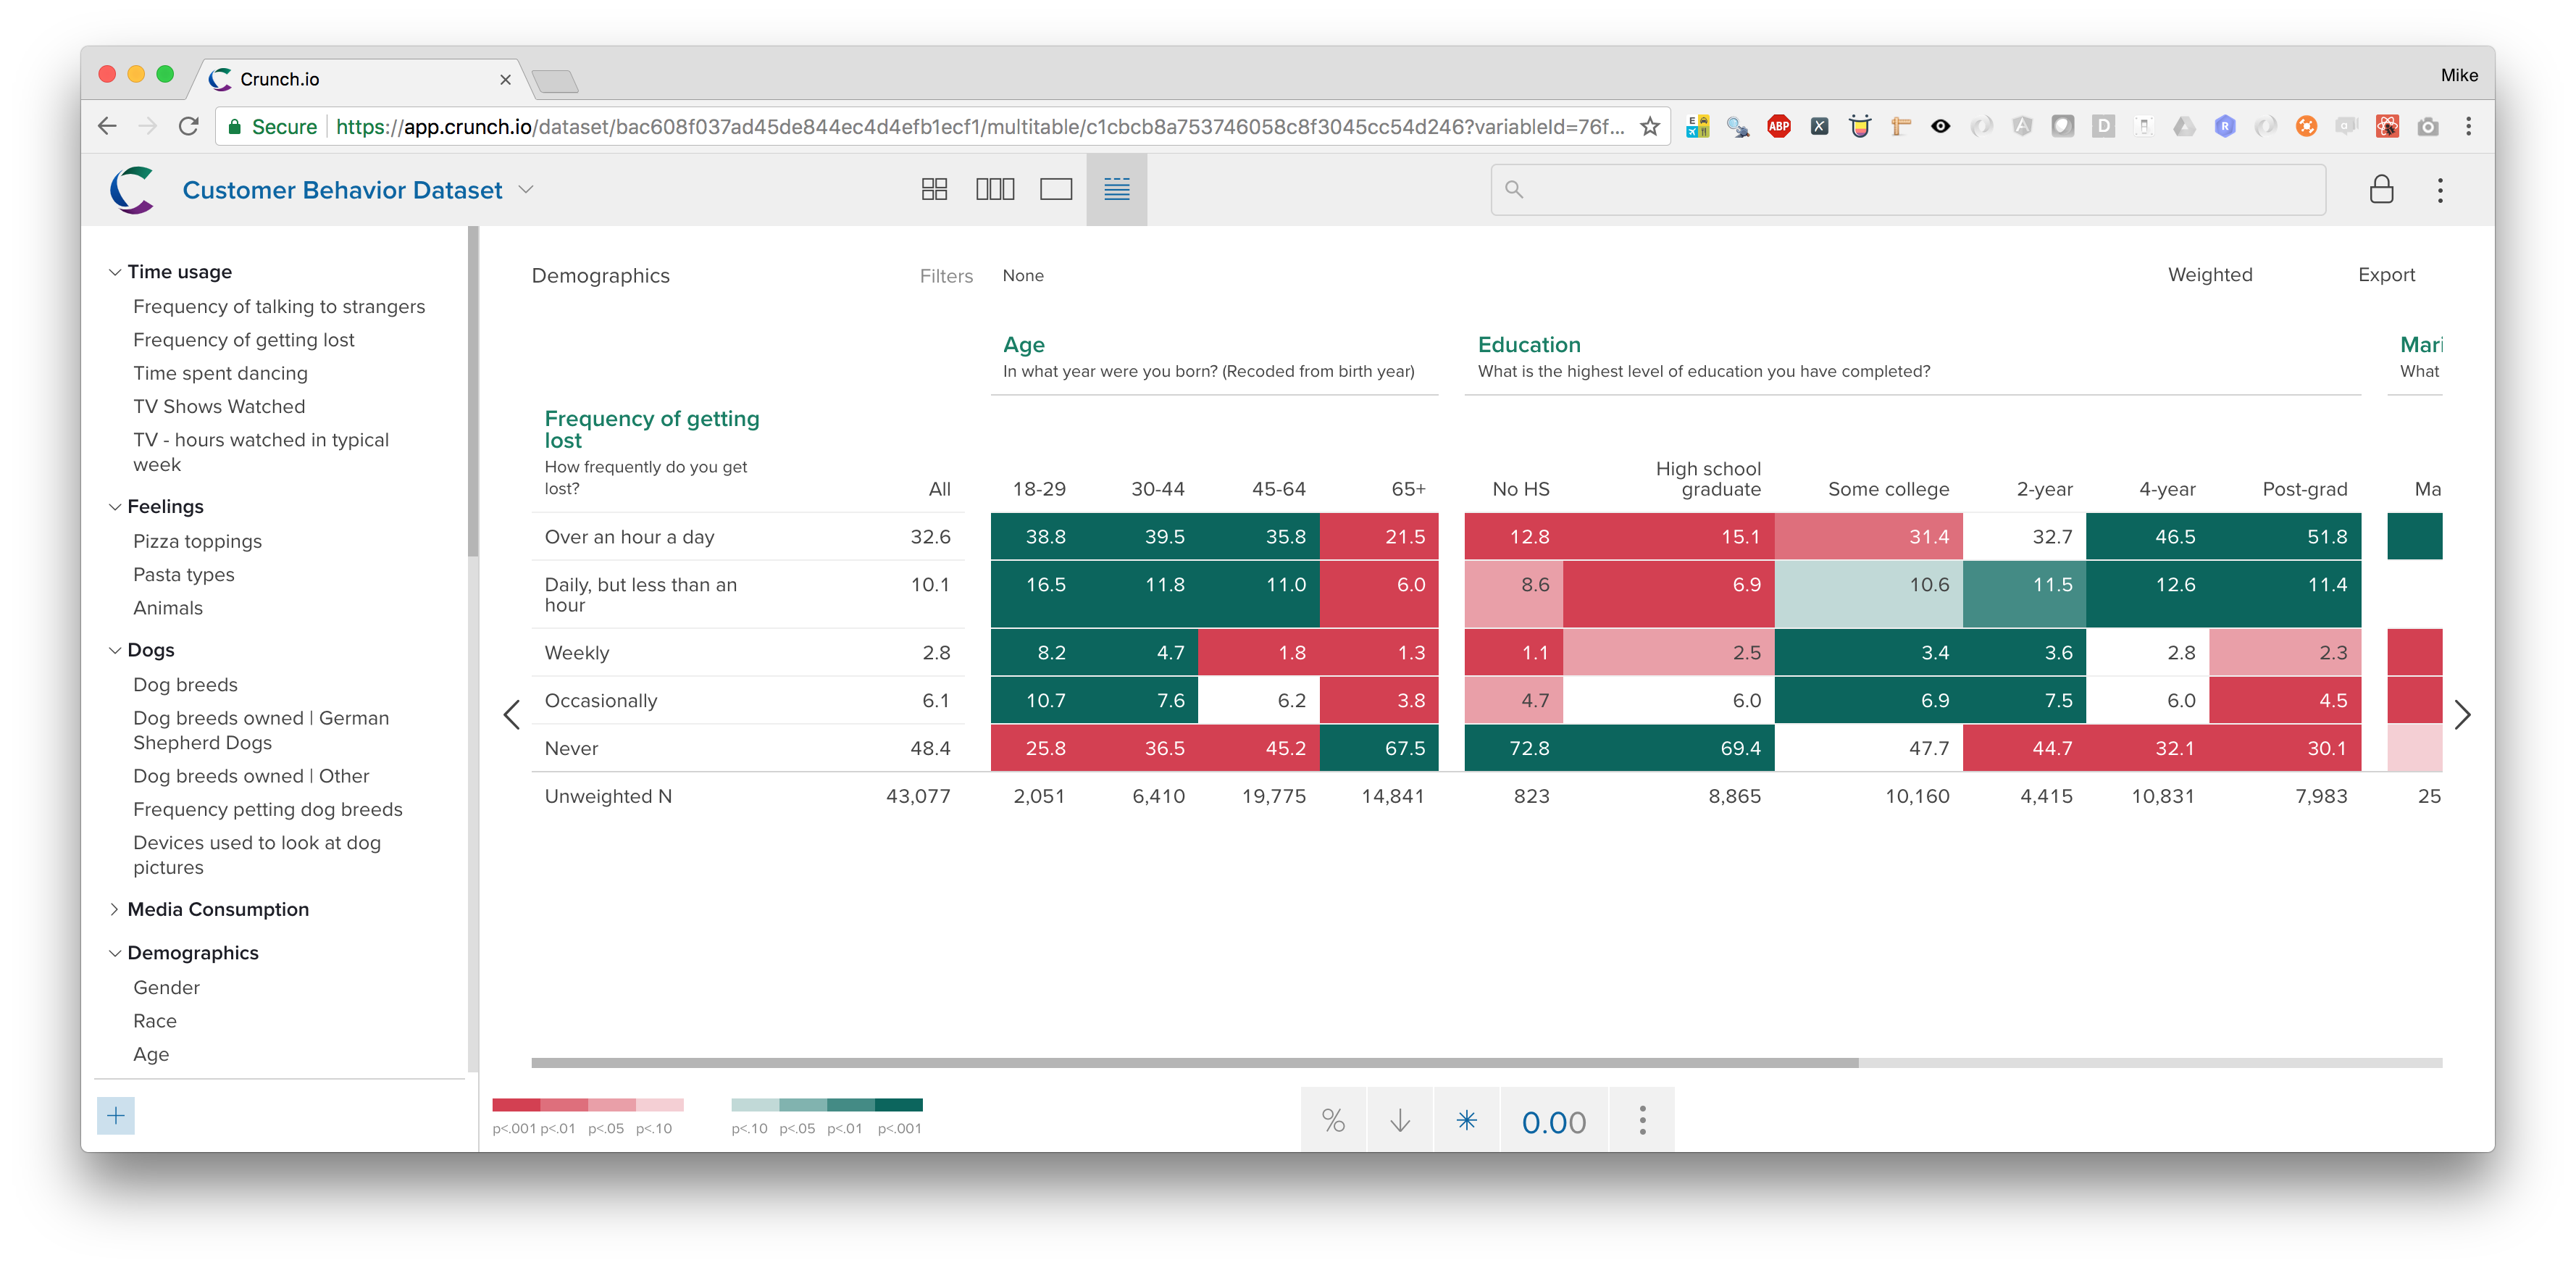 Crunch.io
Mike
Secure https://app.crunch.io/dataset/bac608f037ad45de844ec4d4efb1ecf1/multitable/c1cbcb8a753746058c8f3045cc54d246?variableId=76f...
ABP
Customer Behavior Dataset
Time usage
Frequency of talking to strangers
Frequency of getting lost
Time spent dancing
TV Shows Watched
TV - hours watched in typical
week
Feelings
Pizza toppings
Pasta types
Animals
Dogs
Dog breeds
Dog breeds owned | German
Shepherd Dogs
Dog breeds owned | Other
Frequency petting dog breeds
Devices used to look at dog
pictures
Media Consumption
Demographics
Gender
Race
Age
Demographics Filters None Weighted Export
Age Education Mari
In what year were you born? (Recoded from birth year) What is the highest level of education you have completed? What
Frequency of getting
lost
How frequently do you get
lost?
All 18-29 30-44 45-64 65+ No HS High school graduate Some college 2-year 4-year Post-grad Ma
Over an hour a day 32.6 38.8 39.5 35.8 21.5 12.8 15.1 31.4 32.7 46.5 51.8
Daily, but less than an 10.1 16.5 11.8 11.0 6.0 8.6 6.9 10.6 11.5 12.6 11.4
hour
Weekly 2.8 8.2 4.7 1.8 1.3 1.1 2.5 3.4 3.6 2.8 2.3
Occasionally 6.1 10.7 7.6 6.2 3.8 4.7 6.0 6.9 7.5 6.0 4.5
Never 48.4 25.8 36.5 45.2 67.5 72.8 69.4 47.7 44.7 32.1 30.1
Unweighted N 43,077 2,051 6,410 19,775 14,841 823 8,865 10,160 4,415 10,831 7,983 25
p<.001 p<.01 p<.05 p<.10 p<.10 p<.05 p<.01 p<.001
% 0.00